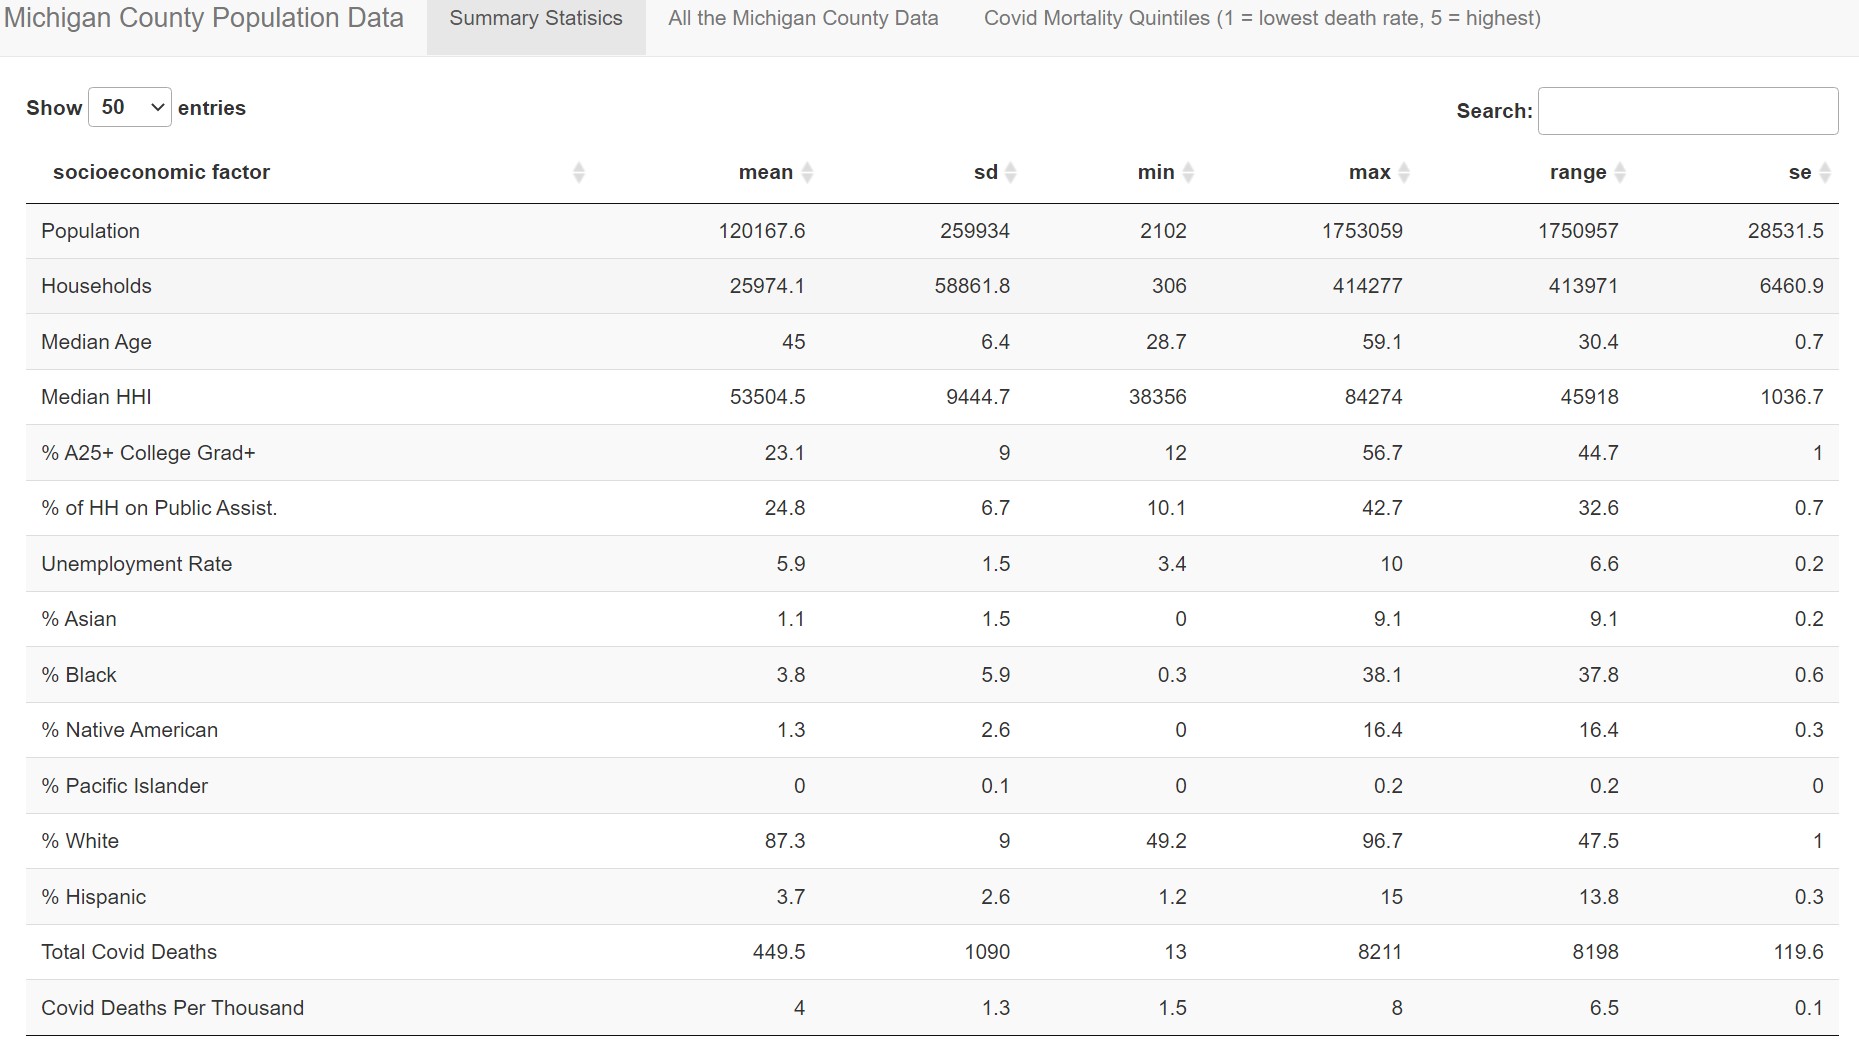 Michigan County Population Data Summary Statisics All the Michigan County Data Covid Mortality Quintiles (1 = lowest death rate, 5 = highest)
Show 50 entries Search:
socioeconomic factor mean sd min max range se
Population 120167.6 259934 2102 1753059 1750957 28531.5
Households 25974.1 58861.8 306 414277 413971 6460.9
Median Age 45 6.4 28.7 59.1 30.4 0.7
Median HHI 53504.5 9444.7 38356 84274 45918 1036.7
% A25+ College Grad+ 23.1 9 12 56.7 44.7 1
% of HH on Public Assist. 24.8 6.7 10.1 42.7 32.6 0.7
Unemployment Rate 5.9 1.5 3.4 10 6.6 0.2
% Asian 1.1 1.5 0 9.1 9.1 0.2
% Black 3.8 5.9 0.3 38.1 37.8 0.6
% Native American 1.3 2.6 0 16.4 16.4 0.3
% Pacific Islander 0 0.1 0 0.2 0.2 0
% White 87.3 9 49.2 96.7 47.5 1
% Hispanic 3.7 2.6 1.2 15 13.8 0.3
Total Covid Deaths 449.5 1090 13 8211 8198 119.6
Covid Deaths Per Thousand 4 1.3 1.5 8 6.5 0.1